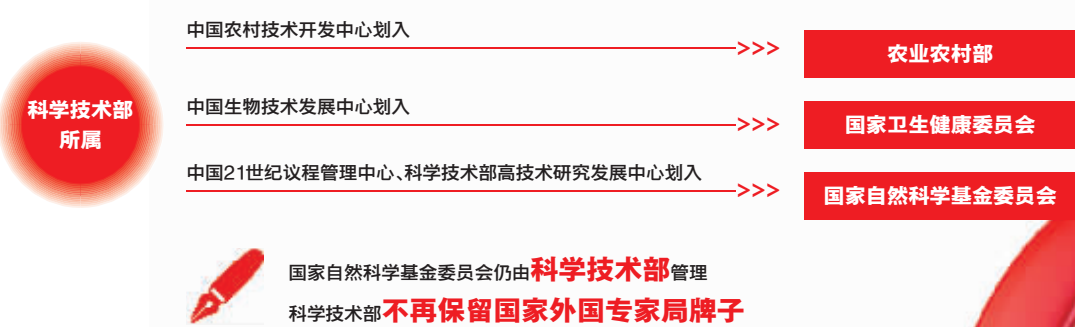 科学技术部
所属
中国农村技术开发中心划入
>>>
农业农村部
中国生物技术发展中心划入
>>>
国家卫生健康委员会
中国21世纪议程管理中心、科学技术部高技术研究发展中心划入
>>>
国家自然科学基金委员会
国家自然科学基金委员会仍由科学技术部管理
科学技术部不再保留国家外国专家局牌子